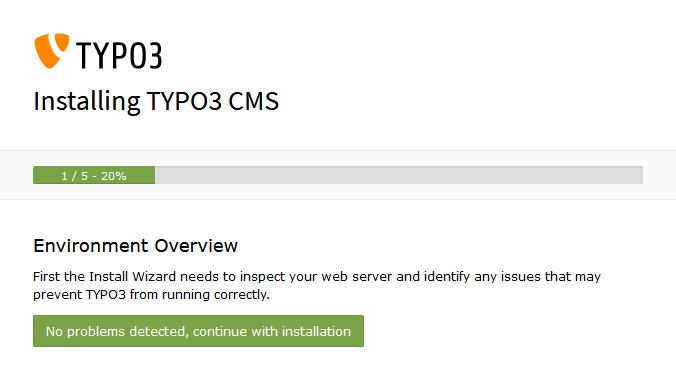 TYPO3
Installing TYPO3 CMS
1 / 5 - 20%
Environment Overview
First the Install Wizard needs to inspect your web server and identify any issues that may
prevent TYPO3 from running correctly.
No problems detected, continue with installation